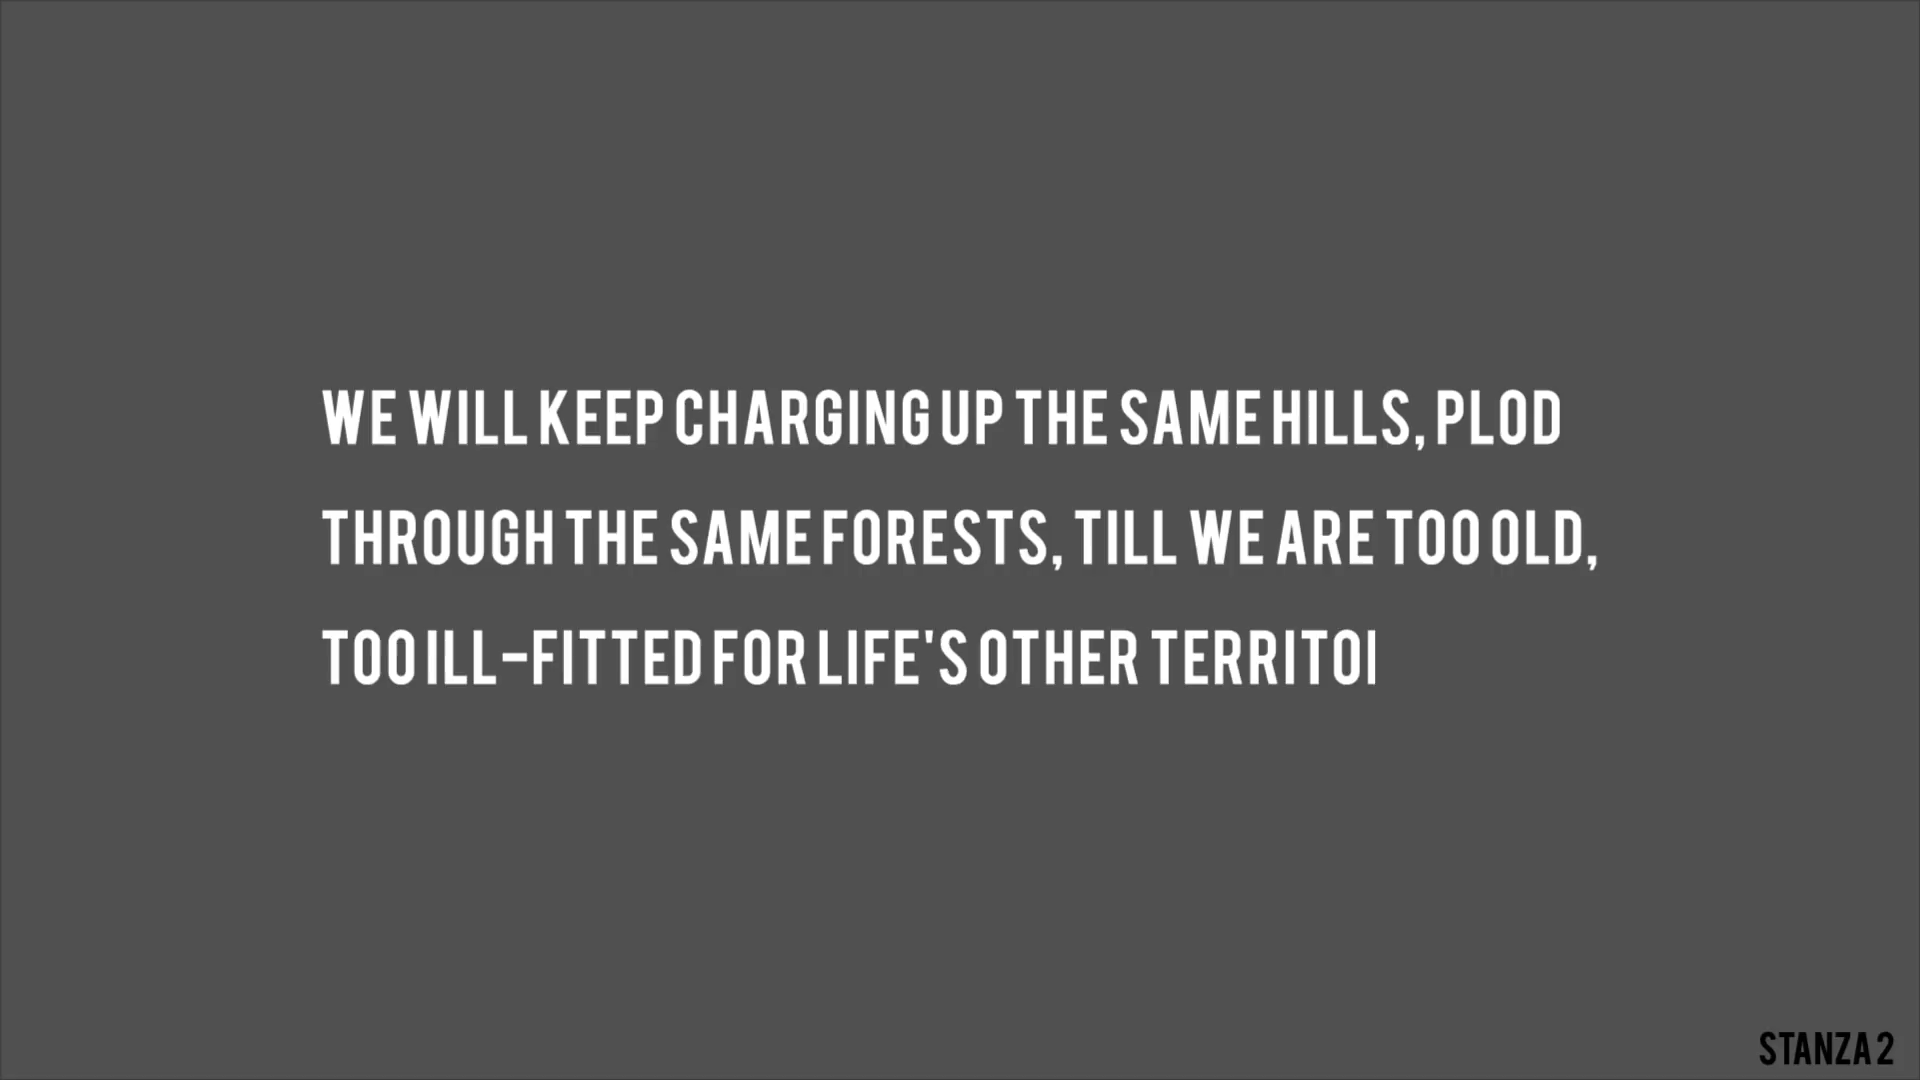 WE WILL KEEP CHARGING UP THE SAME HILLS, PLOD
THROUGH THE SAME FORESTS, TILL WE ARE TOO OLD,
TOO ILL-FITTED FOR LIFE'S OTHER
STANZA 2